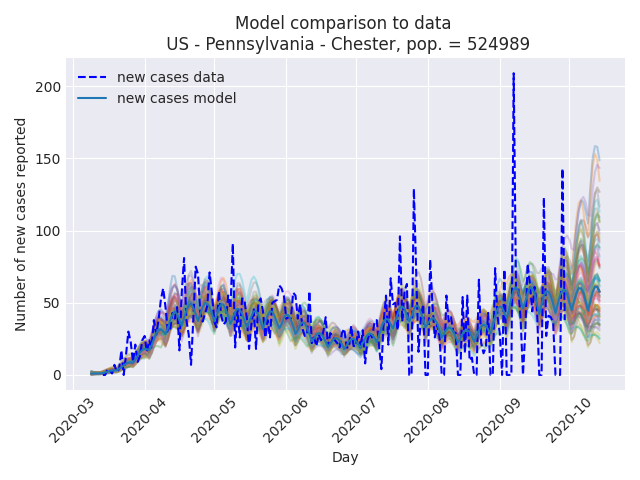 Model comparison to data
US - Pennsylvania - Chester, pop. = 524989
new cases data
new cases model
Number of new cases reported
200
150
100
50
0
2020-03
2020-04
2020-05
2020-06
2020-07
2020-08
2020-09
2020-10
Day